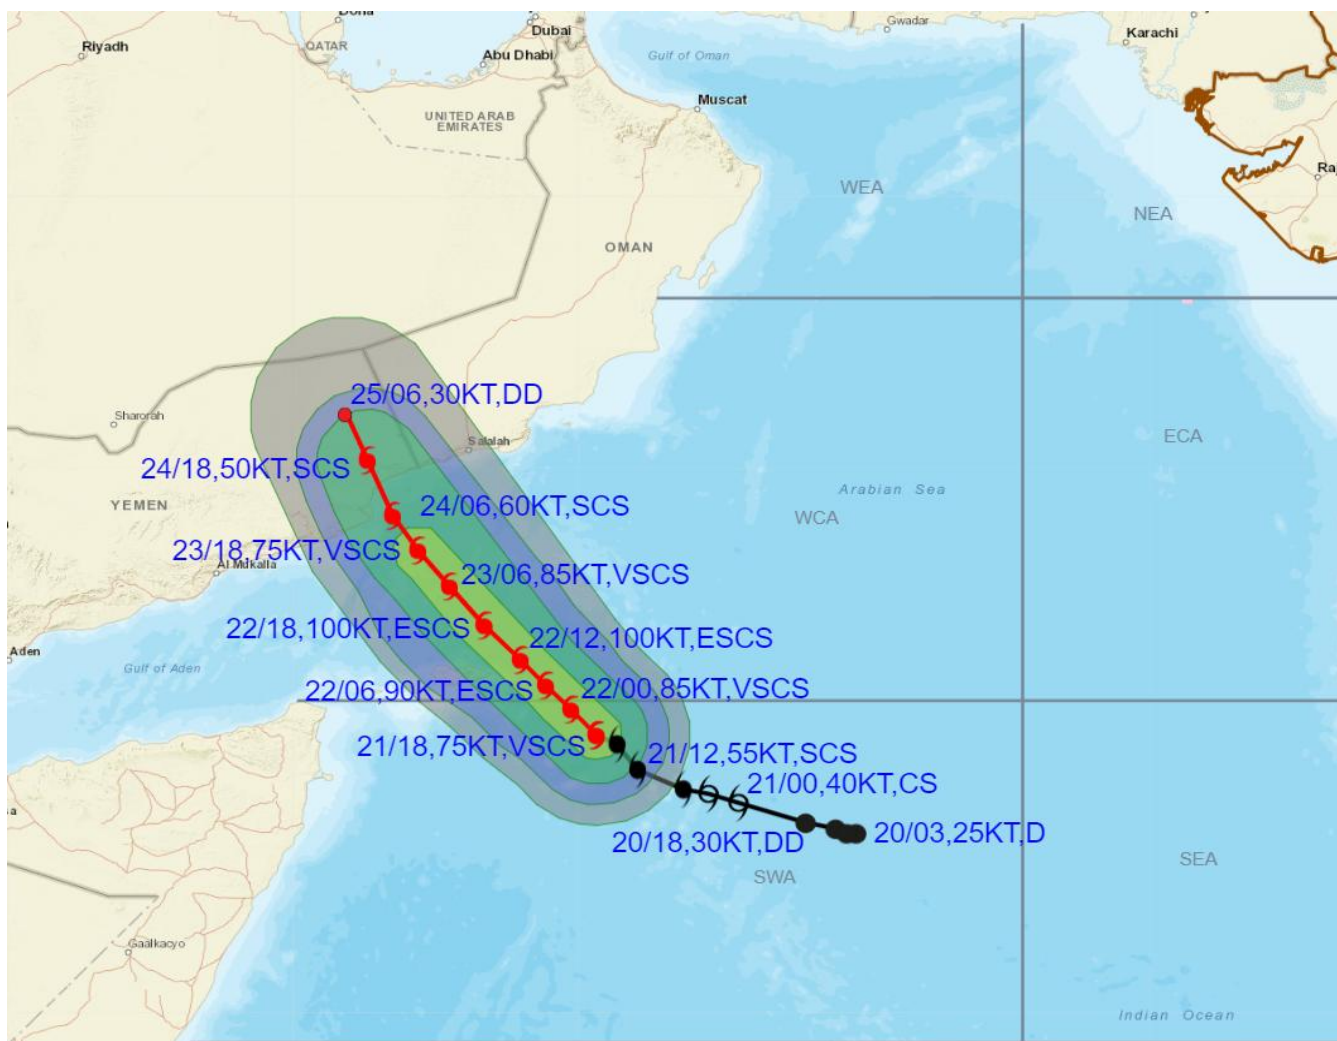 Doha
Gwadar
Dubai
Karachi
Riyadh
QATAR
Abu Dhabi
Gulf of Oman
Muscat
UNITED ARAB
EMIRATES
Raj
WEA
NEA
OMAN
25/06,30KT,DD
Sharorah
Salalah
ECA
24/18,50KT,SCS
Arabian Sea
YEMEN
24/06,60KT,SCS
WCA
23/18,75KT,VSCS
Al Mukalla
23/06,85KT,VSCS
22/18,100KT,ESCS
22/12,100KT,ESCS
Aden
Gulf of Aden
22/06,90KT,ESCS
22/00,85KT,VSCS
21/18,75KT,VSCS
21/12,55KT,SCS
21/00,40KT,CS
a
20/18,30KT,DD
20/03,25KT,D
SWA
SEA
Gaalkacyo
Indian Ocean